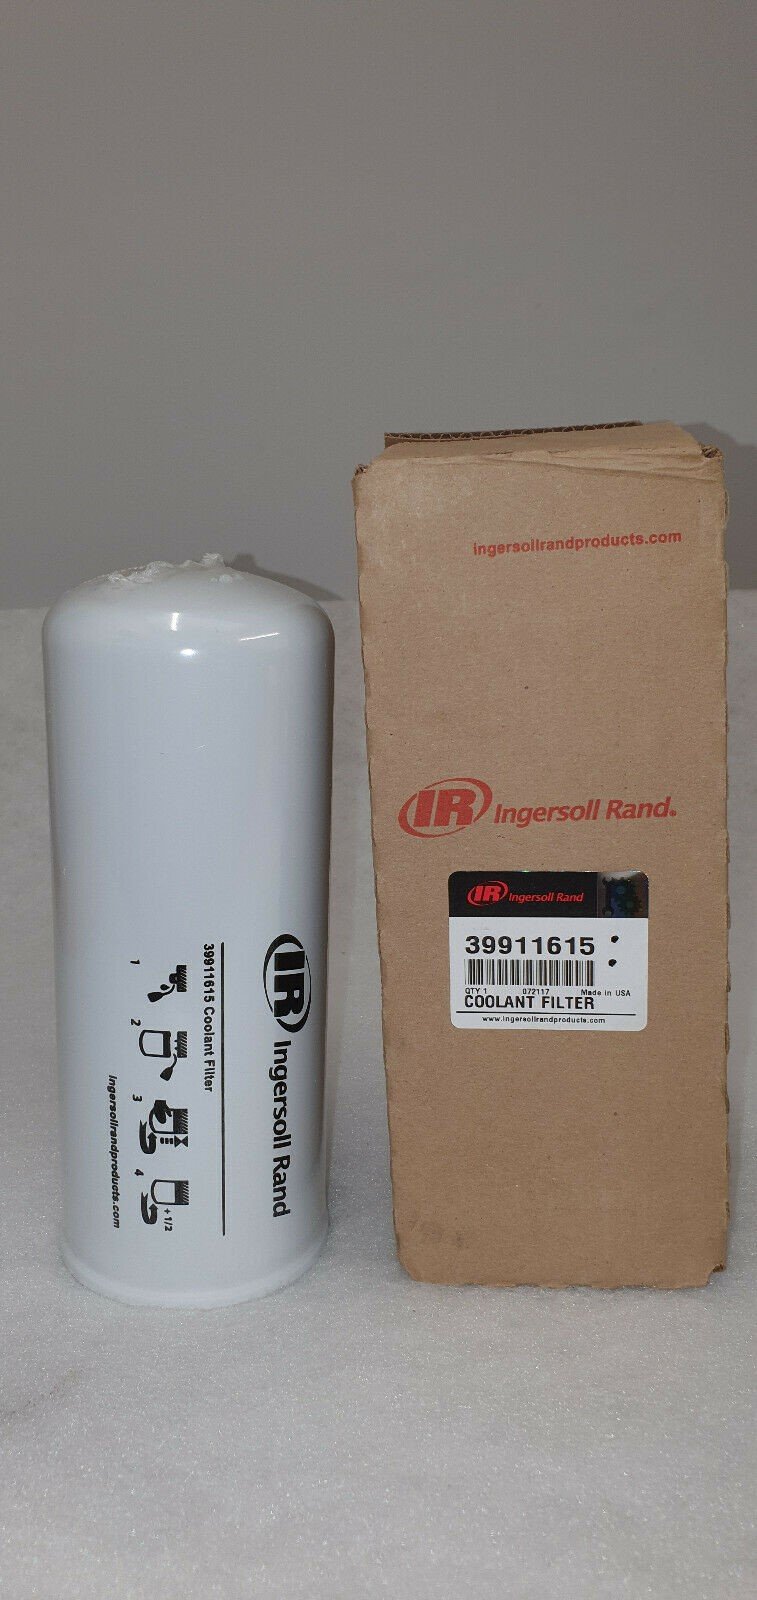 IR Ingersoll Rand
39911615 Coolant Filter
1
2
3
4
+ 1/2
ingersollrandproducts.com
ingersollrandproducts.com
IR Ingersoll Rand.
IR Ingersoll Rand
39911615
QTY 1 072117 Made in USA
COOLANT FILTER
www.ingersollrandproducts.com